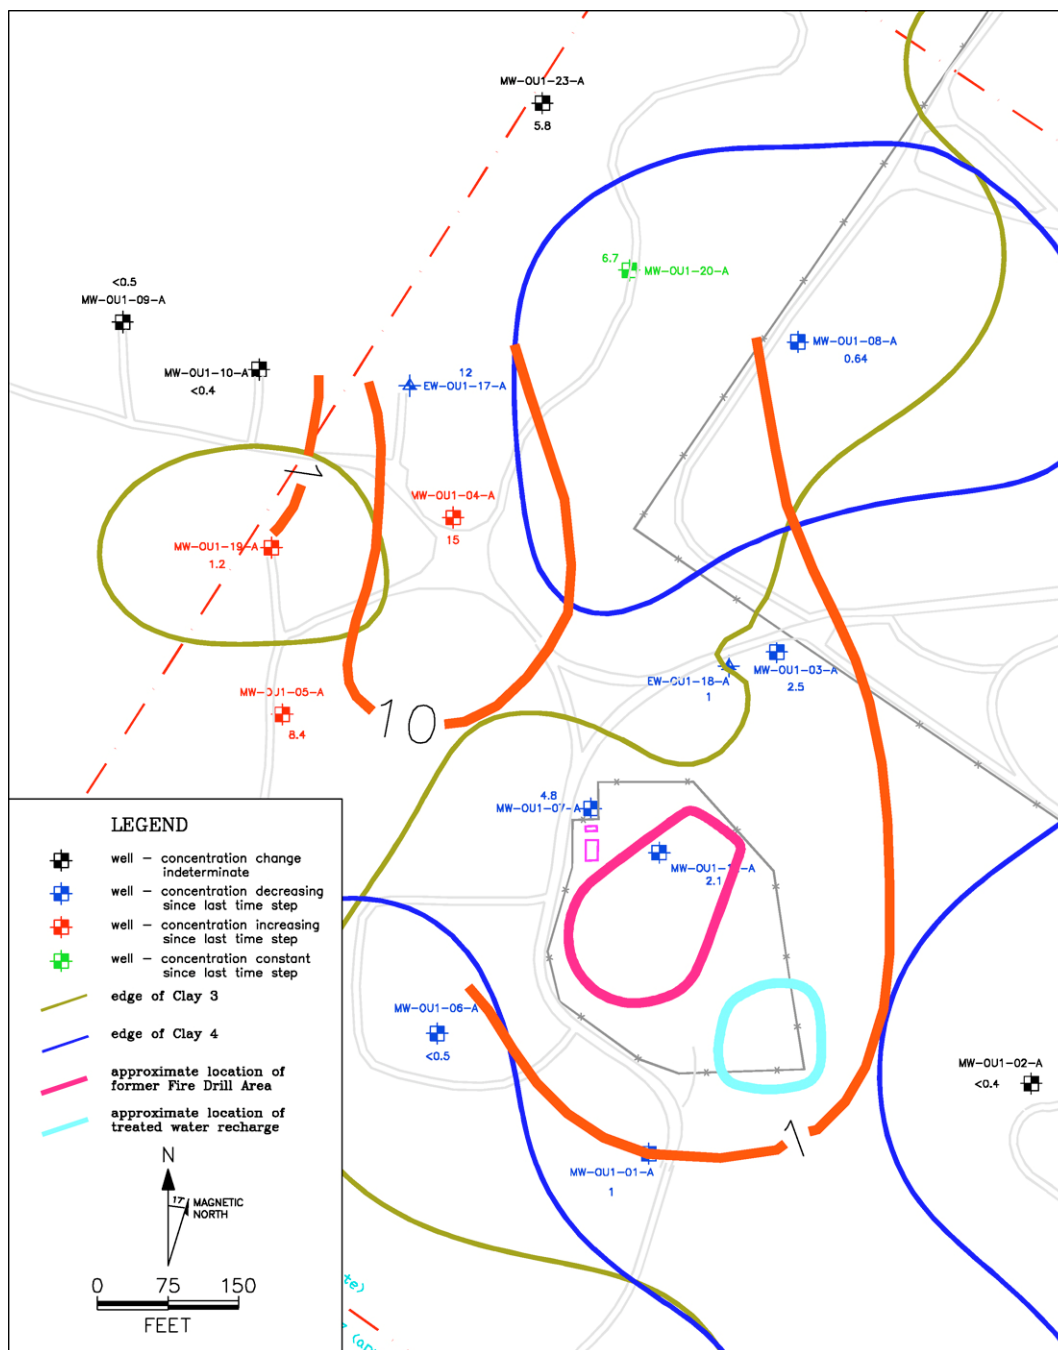 MW-OU1-23-A
5.8
6.7
MW-OU1-20-A
<0.5
MW-OU1-09-A
MW-OU1-10-A
<0.4
12
EW-OU1-17-A
MW-OU1-08-A
0.64
1
MW-OU1-04-A
15
MW-OU1-19-A
1.2
MW-OU1-03-A
2.5
EW-OU1-18-A
1
MW-OU1-05-A
8.4
10
4.8
MW-OU1-07-A
2.1
MW-OU1-06-A
<0.5
MW-OU1-02-A
<0.4
1
MW-OU1-01-A
1
LEGEND
well – concentration change
indeterminate
well – concentration decreasing
since last time step
well – concentration increasing
since last time step
well – concentration constant
since last time step
edge of Clay 3
edge of Clay 4
approximate location of
former Fire Drill Area
approximate location of
treated water recharge
N
17°
MAGNETIC
NORTH
0 75 150
FEET
te)